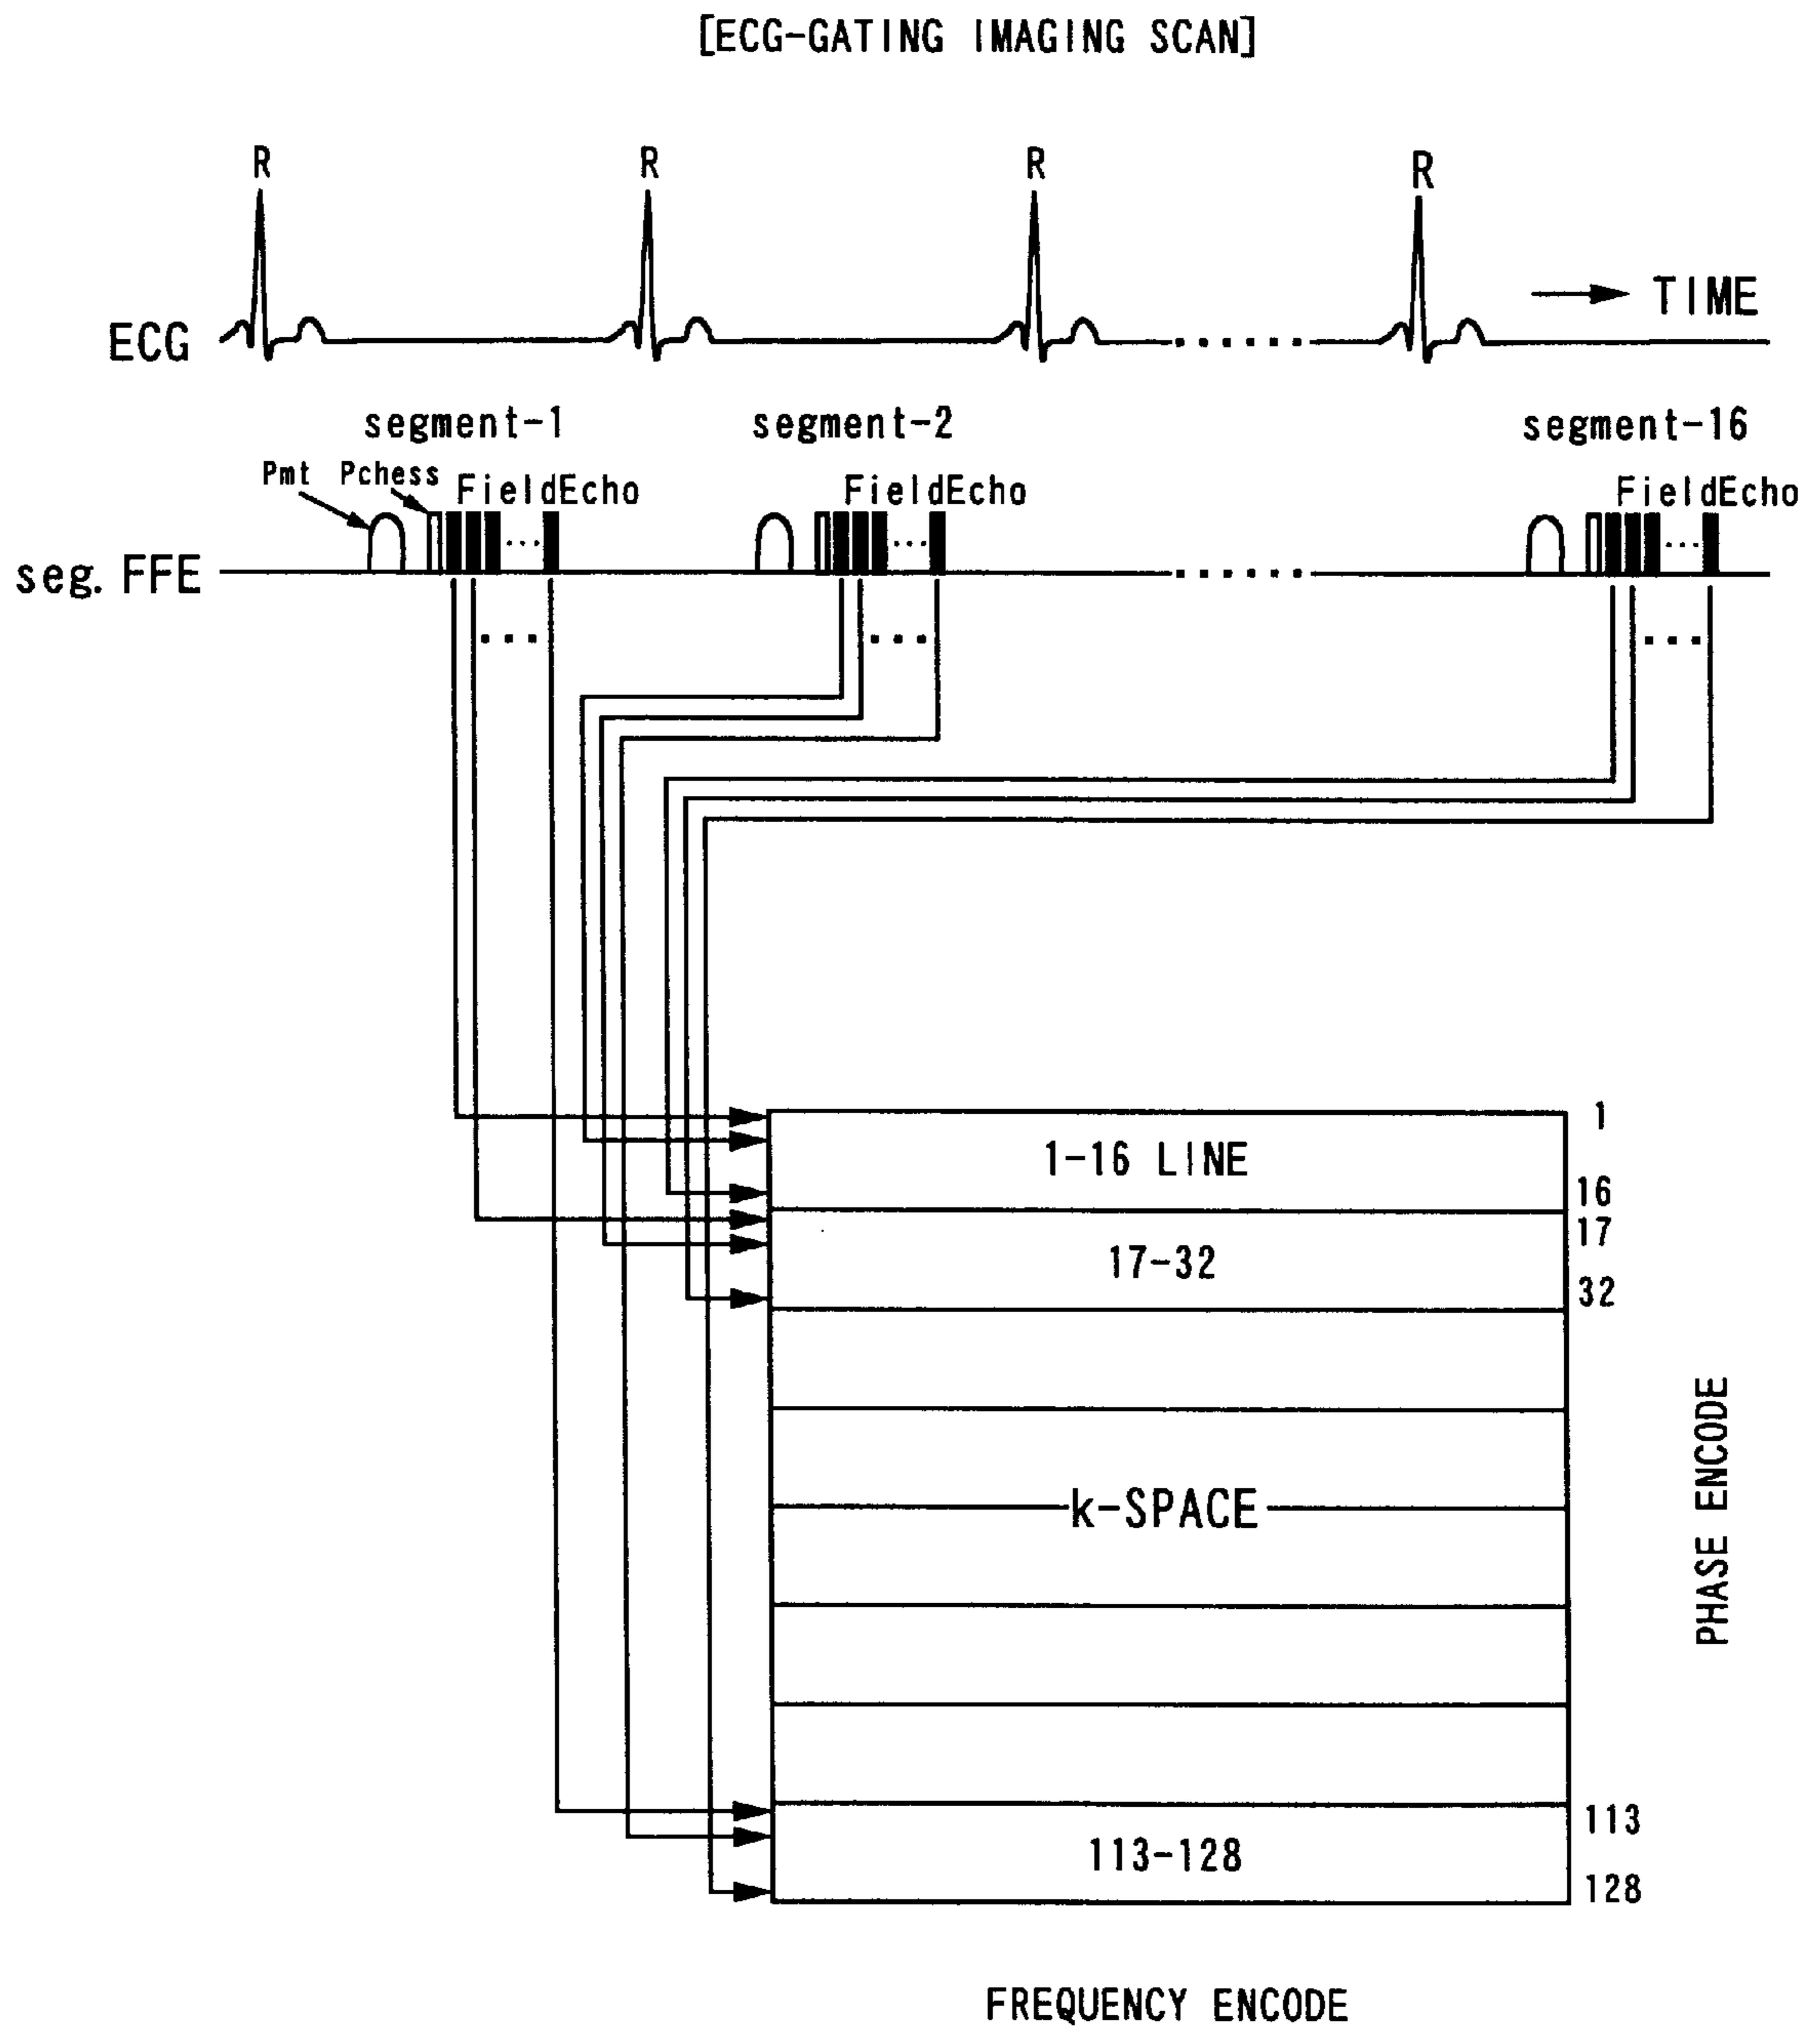 [ECG-GATING IMAGING SCAN]
R R R R
TIME
ECG
segment-1 segment-2 segment-16
Pmt Pchess FieldEcho FieldEcho FieldEcho
seg. FFE
1
1-16 LINE
16
17
17-32
32
k-SPACE
PHASE ENCODE
113
113-128
128
FREQUENCY ENCODE